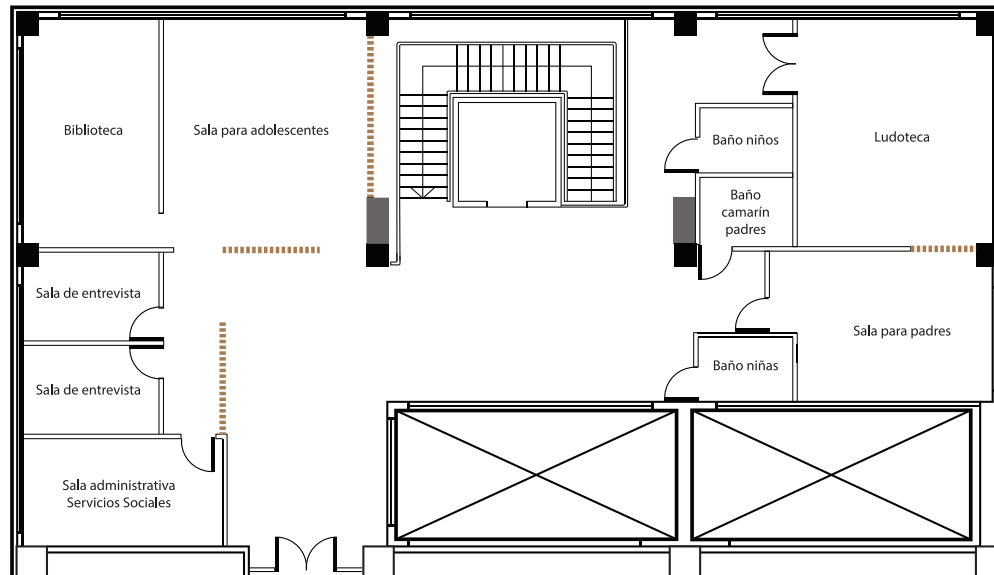 Biblioteca
Sala para adolescentes
Baño niños
Ludoteca
Baño
camarín
padres
Sala de entrevista
Sala para padres
Baño niñas
Sala de entrevista
Sala administrativa
Servicios Sociales